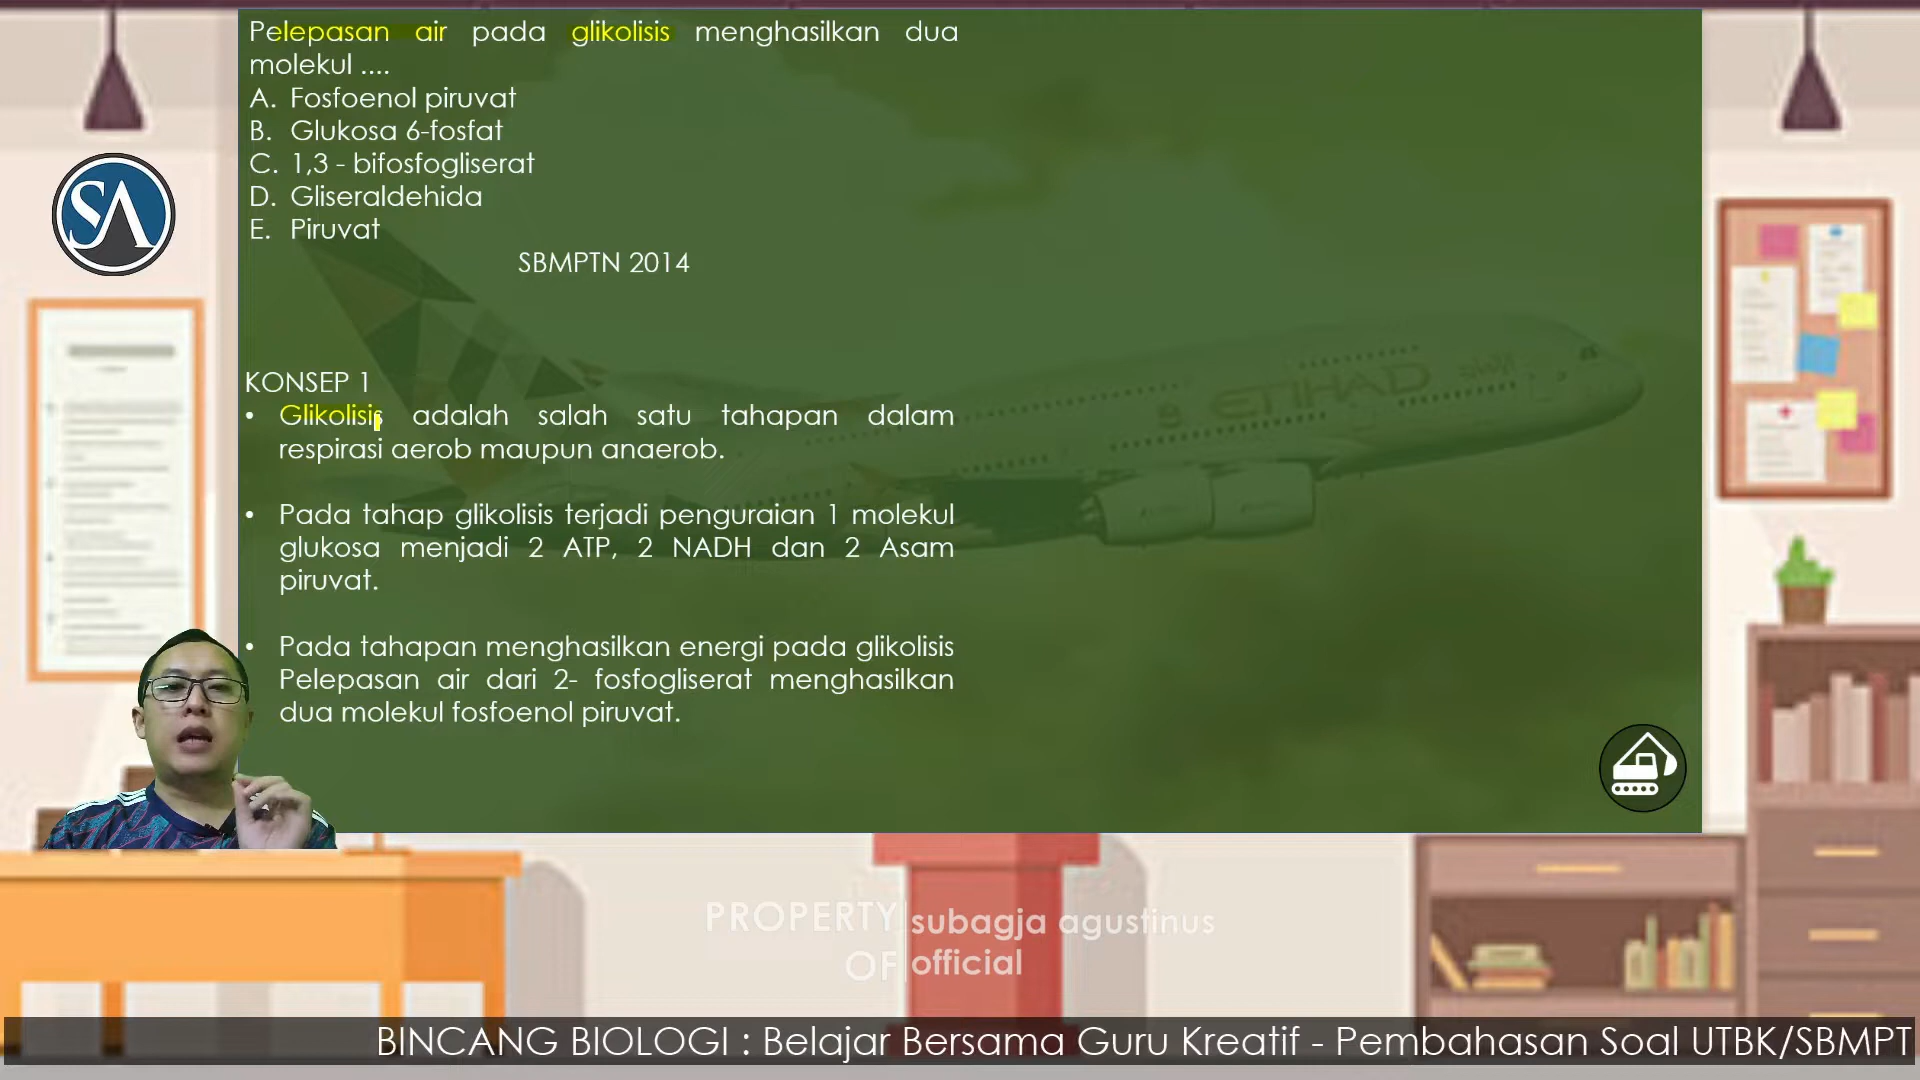 Pelepasan air pada glikolisis menghasilkan dua
molekul ....
A. Fosfoenol piruvat
B. Glukosa 6-fosfat
C. 1,3 - bifosfogliserat
D. Gliseraldehida
E. Piruvat
SBMPTN 2014
SA
ETIHAD
KONSEP 1
• Glikolisis adalah salah satu tahapan dalam
respirasi aerob maupun anaerob.
• Pada tahap glikolisis terjadi penguraian 1 molekul
glukosa menjadi 2 ATP, 2 NADH dan 2 Asam
piruvat.
• Pada tahapan menghasilkan energi pada glikolisis
Pelepasan air dari 2- fosfogliserat menghasilkan
dua molekul fosfoenol piruvat.
PROPERTY OF
subagja agustinus
official
BINCANG BIOLOGI : Belajar Bersama Guru Kreatif - Pembahasan Soal UTBK/SBMPT